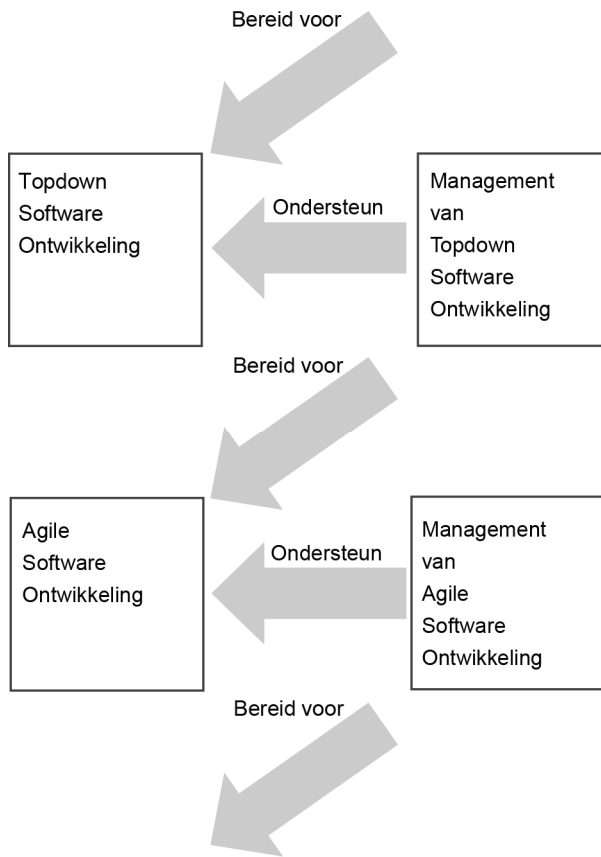 Bereid voor
Topdown
Software
Ontwikkeling
Ondersteun
Management
van
Topdown
Software
Ontwikkeling
Bereid voor
Agile
Software
Ontwikkeling
Ondersteun
Management
van
Agile
Software
Ontwikkeling
Bereid voor